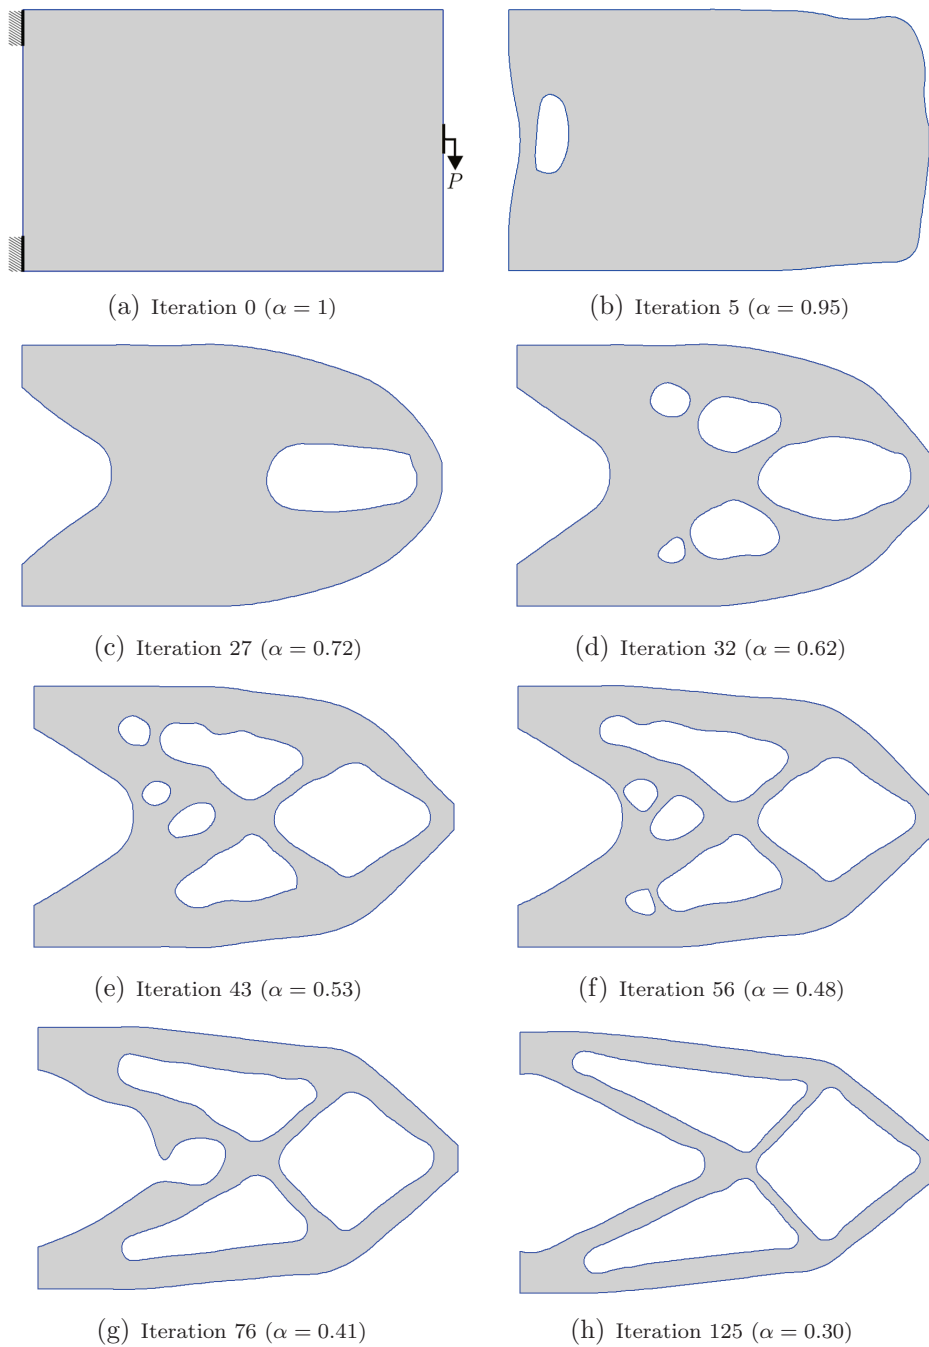 P
(a) Iteration 0 (α = 1)
(b) Iteration 5 (α = 0.95)
(c) Iteration 27 (α = 0.72)
(d) Iteration 32 (α = 0.62)
(e) Iteration 43 (α = 0.53)
(f) Iteration 56 (α = 0.48)
(g) Iteration 76 (α = 0.41)
(h) Iteration 125 (α = 0.30)